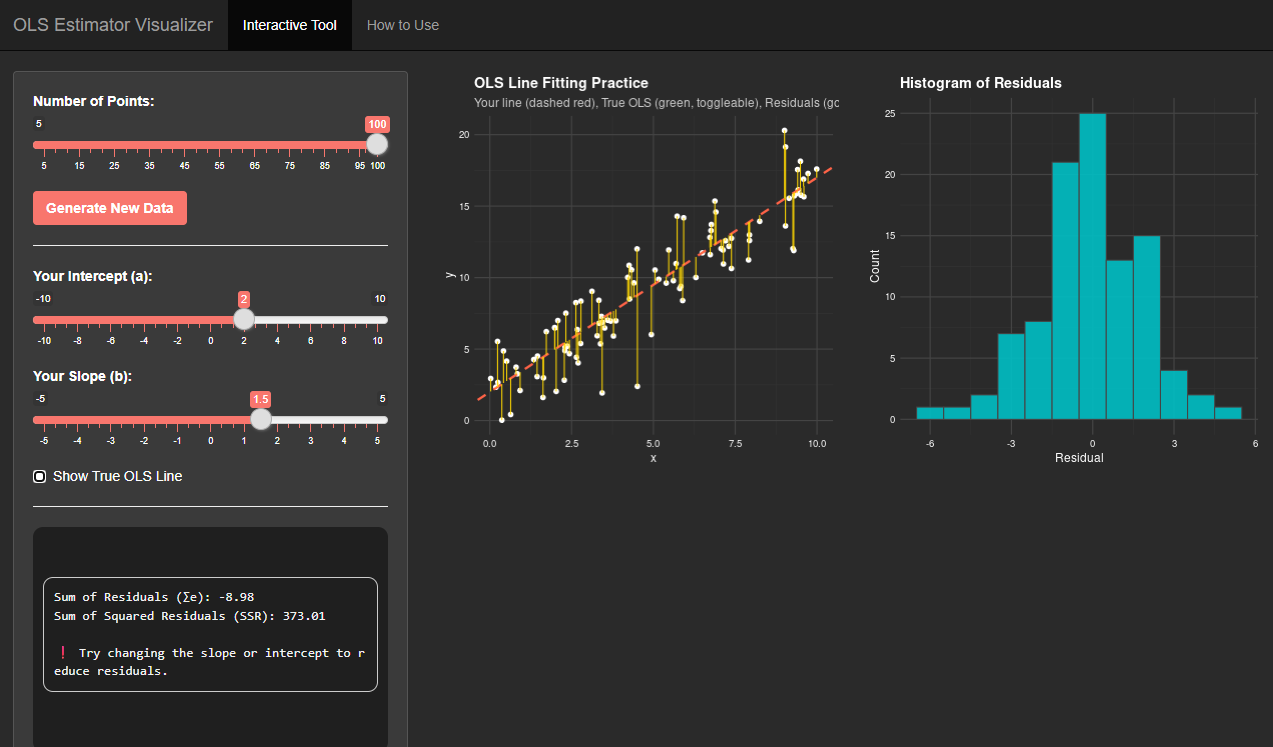 OLS Estimator Visualizer Interactive Tool How to Use
Number of Points:
5 100
5 15 25 35 45 55 65 75 85 95 100
Generate New Data
Your Intercept (a):
-10 2 10
-10 -8 -6 -4 -2 0 2 4 6 8 10
Your Slope (b):
-5 1.5 5
-5 -4 -3 -2 -1 0 1 2 3 4 5
Show True OLS Line
Sum of Residuals (Σe): -8.98
Sum of Squared Residuals (SSR): 373.01
❗ Try changing the slope or intercept to r
educe residuals.
OLS Line Fitting Practice
Your line (dashed red), True OLS (green, toggleable), Residuals (go
20
15
10
5
0
y
0.0 2.5 5.0 7.5 10.0
x
Histogram of Residuals
25
20
15
10
5
0
Count
-6 -3 0 3 6
Residual